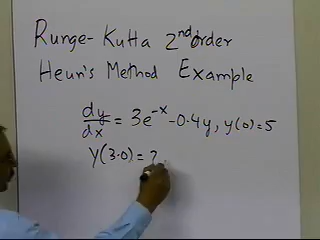 Runge-Kutta 2nd order
Heun's Method Example
dy/dx = 3e^-x - 0.4y, y(0)=5
y(3.0) = ?